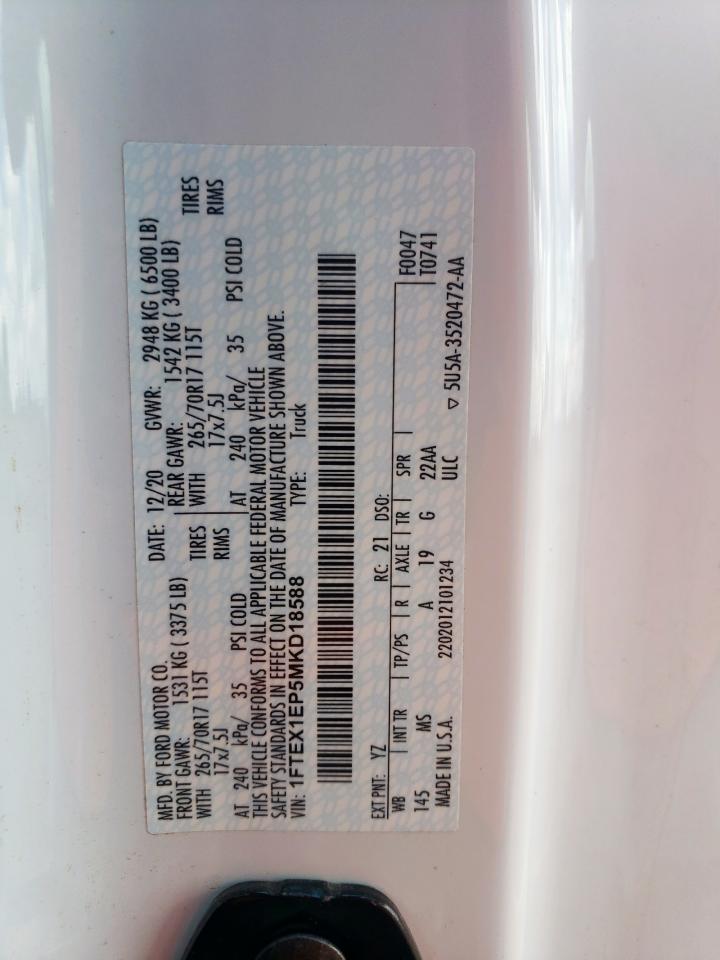 MFD. BY FORD MOTOR CO. DATE: 12/20 GVWR: 2948 KG ( 6500 LB)
FRONT GAWR: 1531 KG ( 3375 LB) REAR GAWR: 1542 KG ( 3400 LB)
WITH 265/70R17 115T TIRES WITH 265/70R17 115T TIRES
17x7.5J RIMS 17x7.5J RIMS
AT 240 kPa/ 35 PSI COLD AT 240 kPa/ 35 PSI COLD
THIS VEHICLE CONFORMS TO ALL APPLICABLE FEDERAL MOTOR VEHICLE
SAFETY STANDARDS IN EFFECT ON THE DATE OF MANUFACTURE SHOWN ABOVE.
VIN: 1FTEX1EP5MKD18588 TYPE: Truck
EXT PNT: YZ RC: 21 DSO:
WB | INT TR | TP/PS | R | AXLE | TR | SPR F0047
145 MS A 19 G 22AA T0741
MADE IN U.S.A. 2202012101234 ULC ▽ 5U5A-3520472-AA